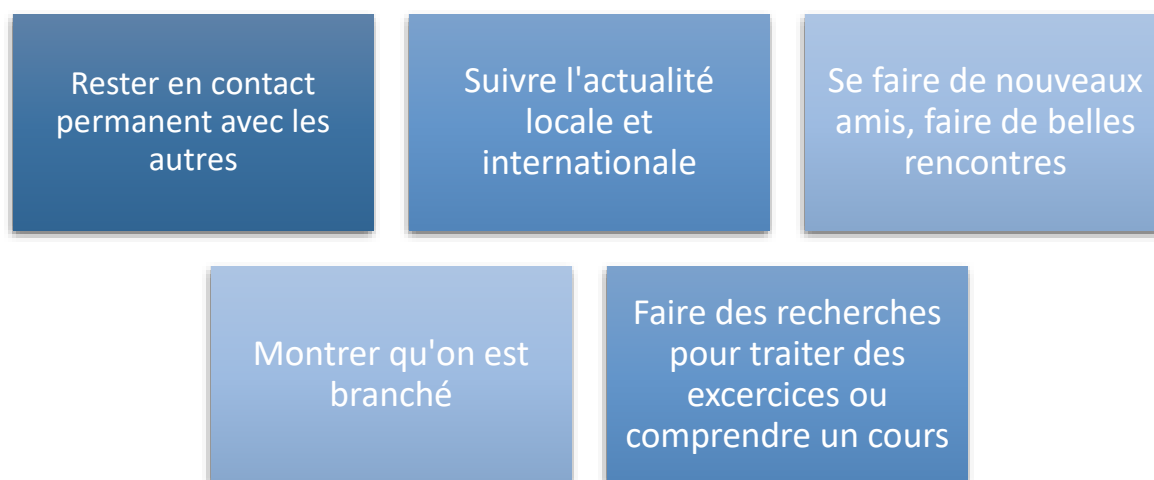 Rester en contact
permanent avec les
autres
Suivre l'actualité
locale et
internationale
Se faire de nouveaux
amis, faire de belles
rencontres
Montrer qu'on est
branché
Faire des recherches
pour traiter des
excercices ou
comprendre un cours